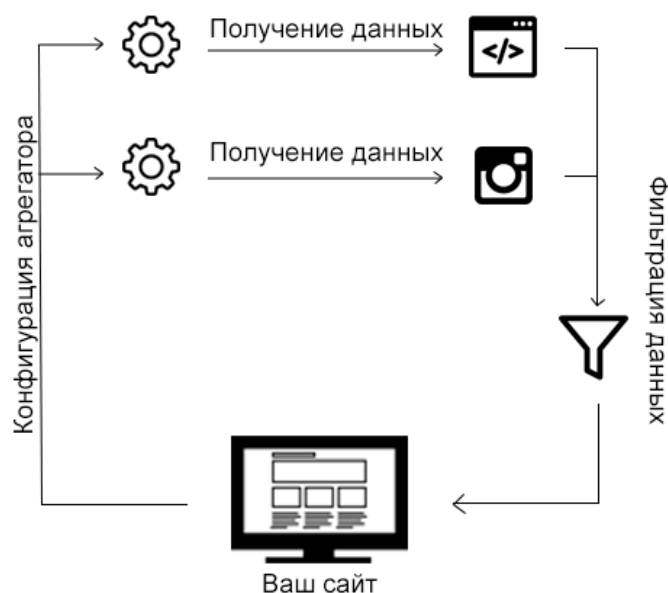 Получение данных
</>
Получение данных
Конфигурация агрегатора
Фильтрация данных
Ваш сайт